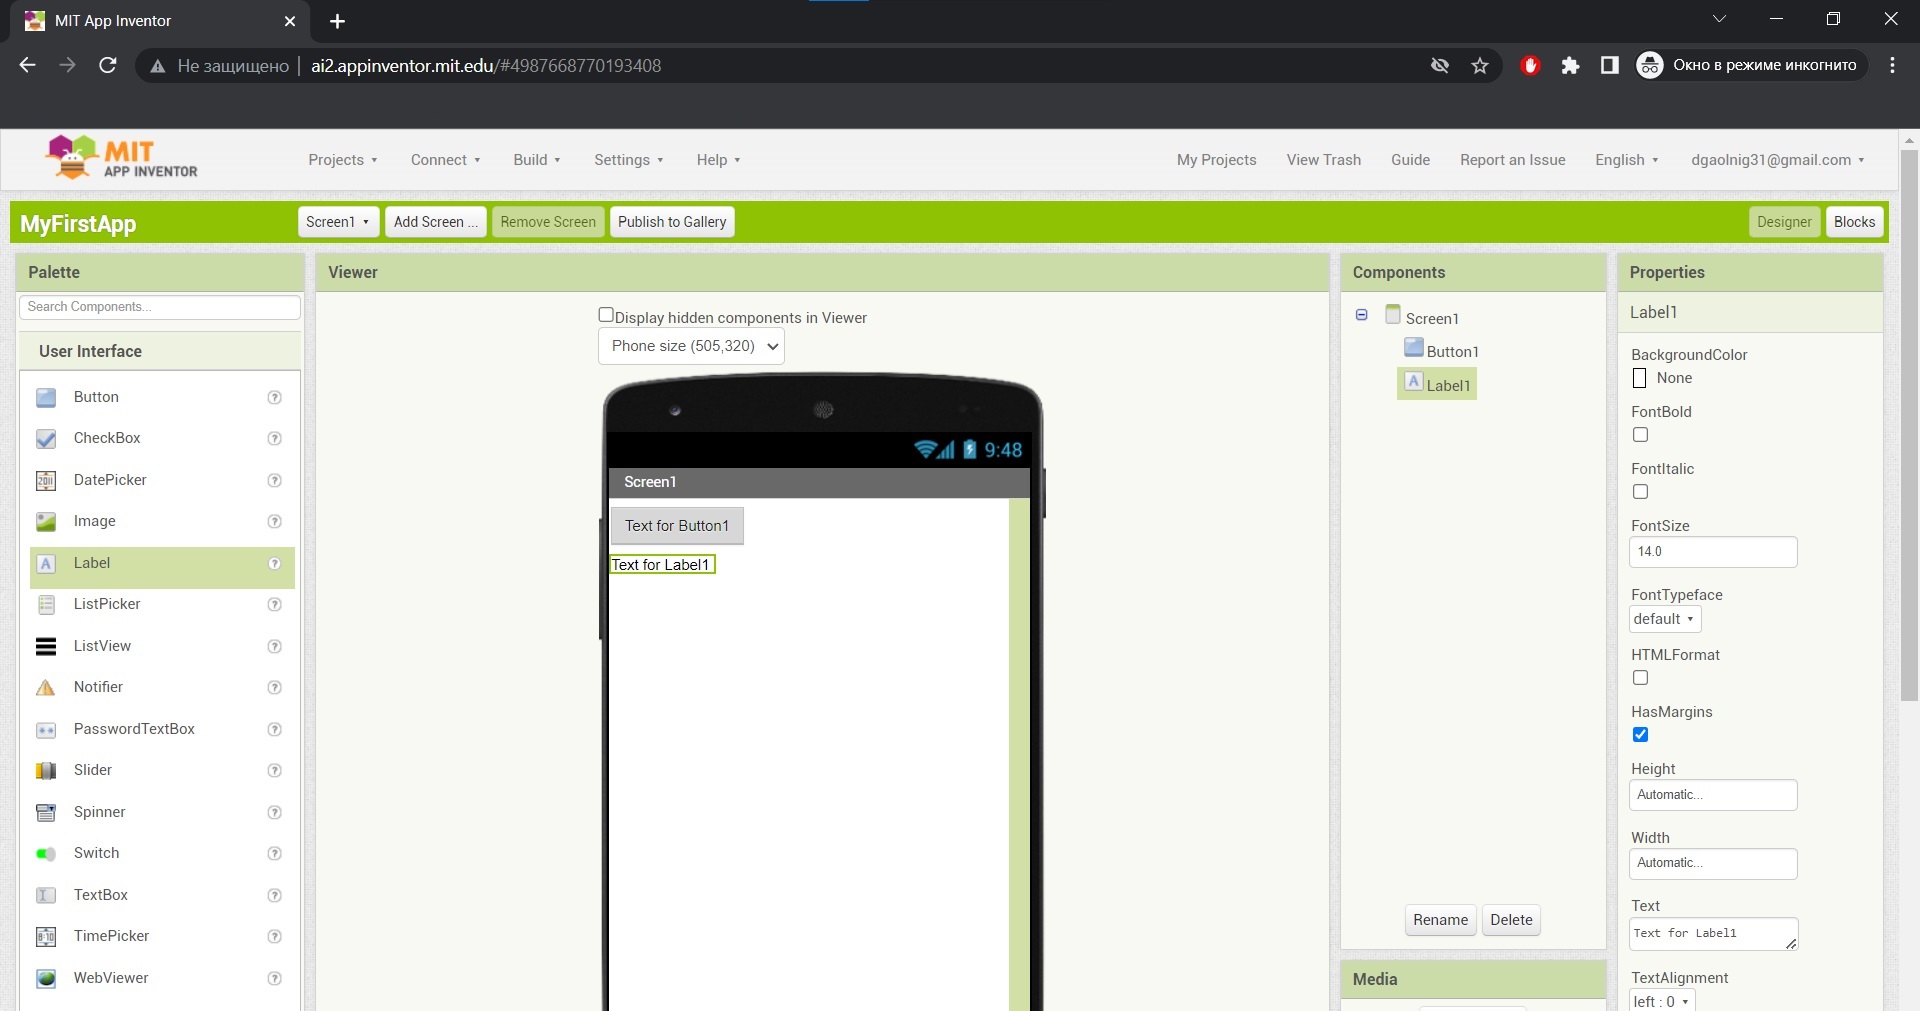 MIT App Inventor
Не защищено
ai2.appinventor.mit.edu/#4987668770193408
Окно в режиме инкогнито
MIT
APP INVENTOR
Projects
Connect
Build
Settings
Help
My Projects
View Trash
Guide
Report an Issue
English
dgaolnig31@gmail.com
MyFirstApp
Screen1
Add Screen ...
Remove Screen
Publish to Gallery
Designer
Blocks
Palette
Search Components...
User Interface
Button
CheckBox
2011
DatePicker
Image
A
Label
ListPicker
ListView
Notifier
PasswordTextBox
Slider
Spinner
Switch
TextBox
8:10
TimePicker
WebViewer
Viewer
Display hidden components in Viewer
Phone size (505,320)
9:48
Screen1
Text for Button1
Text for Label1
Components
Screen1
Button1
A
Label1
Rename
Delete
Media
Properties
Label1
BackgroundColor
None
FontBold
FontItalic
FontSize
14.0
FontTypeface
default
HTMLFormat
HasMargins
Height
Automatic...
Width
Automatic...
Text
Text for Label1
TextAlignment
left : 0